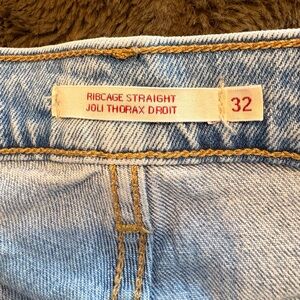 RIBCAGE STRAIGHT
JOLI THORAX DROIT
32